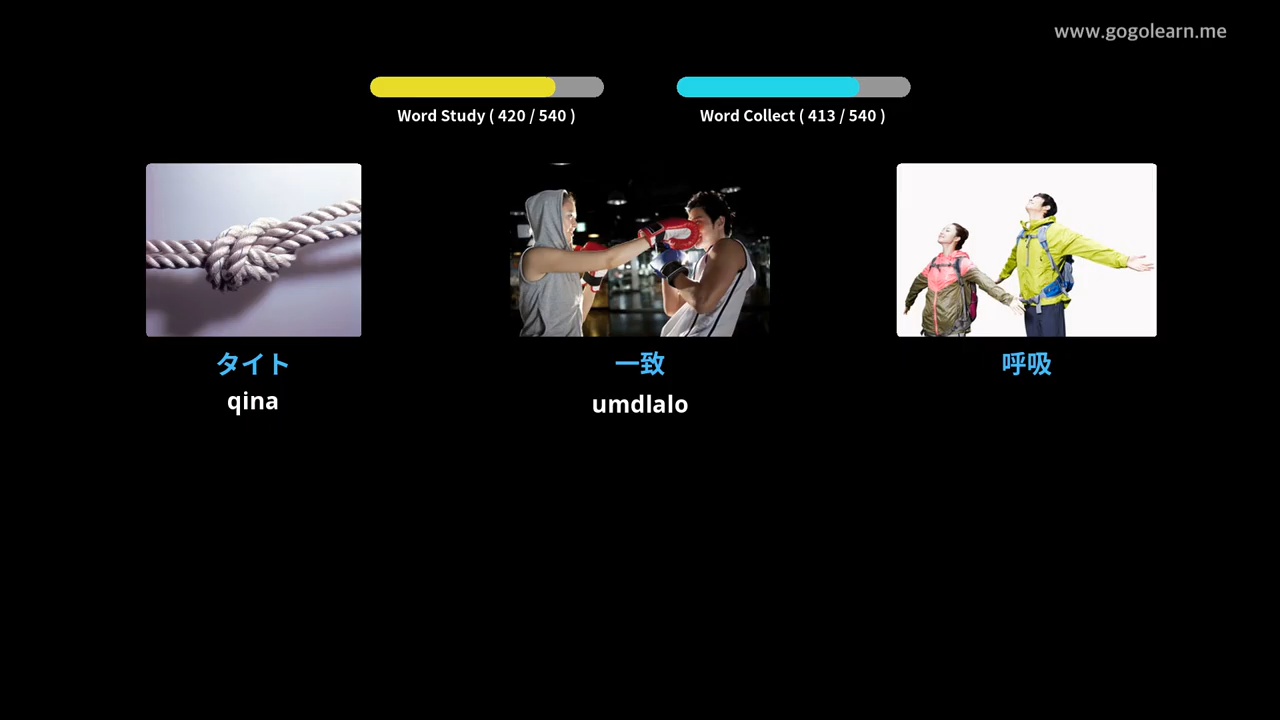 www.gogolearn.me
Word Study ( 420 / 540 )
Word Collect ( 413 / 540 )
タイト
一致
呼吸
qina
umdlalo